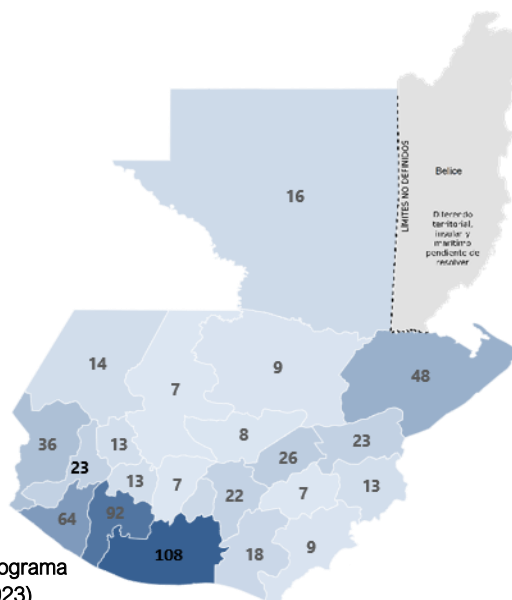 16
LIMITES NO DEFINIDOS
Belice
Diferendo
territorial,
insular y
marítimo
pendiente de
resolver
14
7
9
48
36
13
8
23
23
26
13
7
22
7
13
64
92
108
18
9
ograma
023)